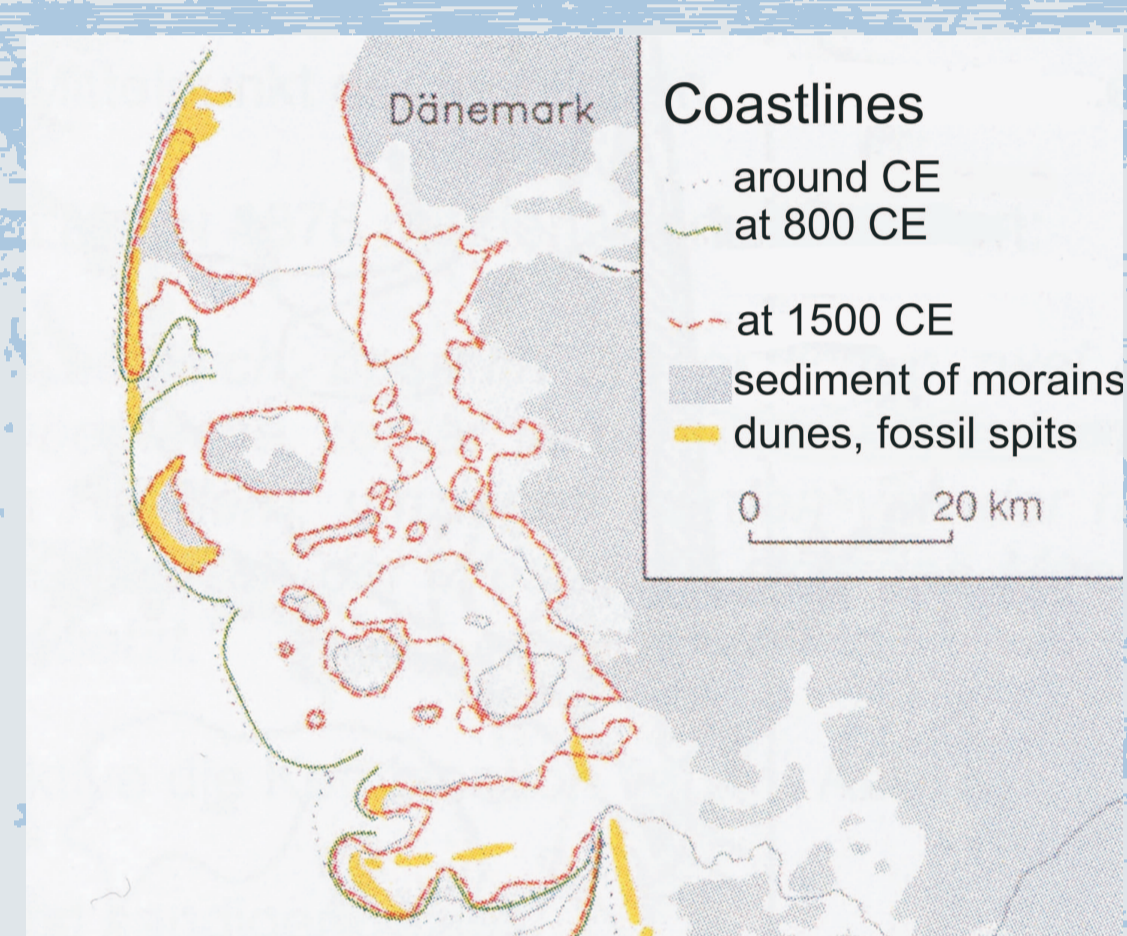 Dänemark
Coastlines
around CE
at 800 CE
at 1500 CE
sediment of morains
dunes, fossil spits
0 20 km